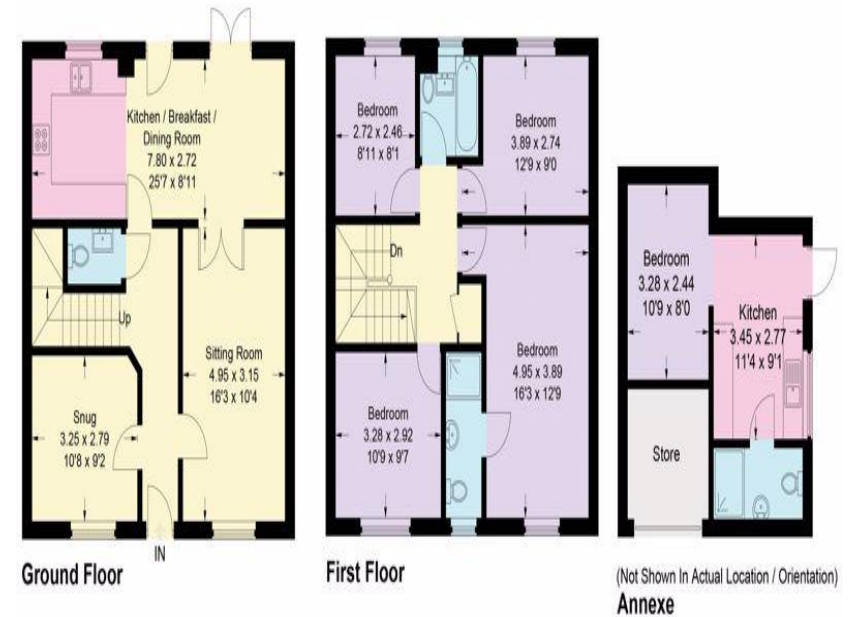 Kitchen / Breakfast /
Dining Room
7.80 x 2.72
25'7 x 8'11
Up
Sitting Room
4.95 x 3.15
16'3 x 10'4
Snug
3.25 x 2.79
10'8 x 9'2
IN
Ground Floor
Bedroom
2.72 x 2.46
8'11 x 8'1
Bedroom
3.89 x 2.74
12'9 x 9'0
Dn
Bedroom
4.95 x 3.89
16'3 x 12'9
Bedroom
3.28 x 2.92
10'9 x 9'7
First Floor
Bedroom
3.28 x 2.44
10'9 x 8'0
Kitchen
3.45 x 2.77
11'4 x 9'1
Store
(Not Shown In Actual Location / Orientation)
Annexe